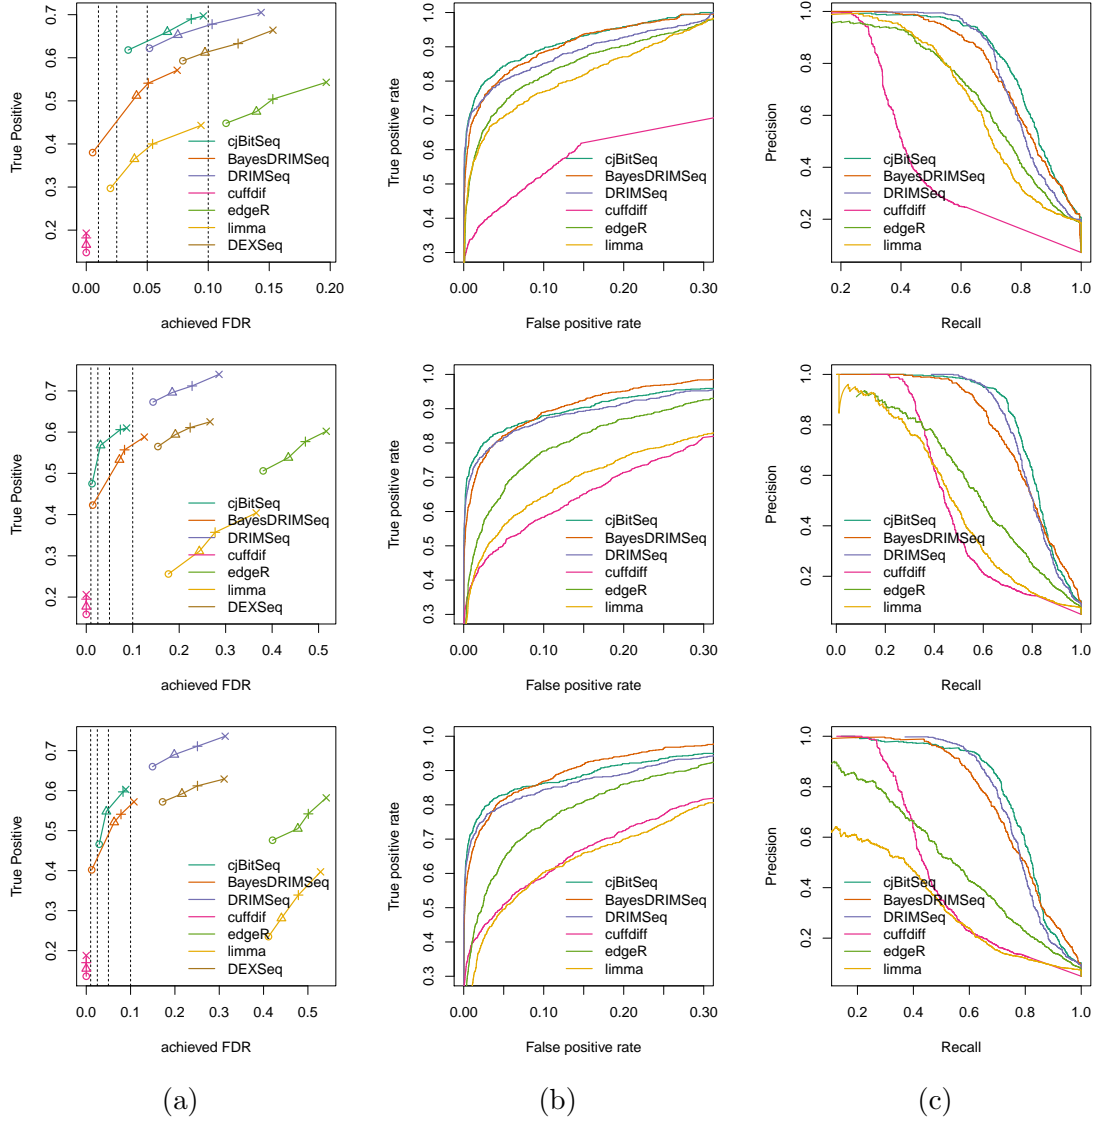 True Positive
0.7
0.6
0.5
0.4
0.3
0.2
cjBitSeq
BayesDRIMSeq
DRIMSeq
cuffdif
edgeR
limma
DEXSeq
0.00 0.05 0.10 0.15 0.20
achieved FDR
True positive rate
1.0
0.9
0.8
0.7
0.6
0.5
0.4
0.3
cjBitSeq
BayesDRIMSeq
DRIMSeq
cuffdiff
edgeR
limma
0.00 0.10 0.20 0.30
False positive rate
Precision
1.0
0.8
0.6
0.4
0.2
cjBitSeq
BayesDRIMSeq
DRIMSeq
cuffdiff
edgeR
limma
0.2 0.4 0.6 0.8 1.0
Recall
True Positive
0.7
0.6
0.5
0.4
0.3
0.2
cjBitSeq
BayesDRIMSeq
DRIMSeq
cuffdif
edgeR
limma
DEXSeq
0.0 0.1 0.2 0.3 0.4 0.5
achieved FDR
True positive rate
1.0
0.9
0.8
0.7
0.6
0.5
0.4
0.3
cjBitSeq
BayesDRIMSeq
DRIMSeq
cuffdiff
edgeR
limma
0.00 0.10 0.20 0.30
False positive rate
Precision
1.0
0.8
0.6
0.4
0.2
cjBitSeq
BayesDRIMSeq
DRIMSeq
cuffdiff
edgeR
limma
0.0 0.2 0.4 0.6 0.8 1.0
Recall
True Positive
0.7
0.6
0.5
0.4
0.3
0.2
cjBitSeq
BayesDRIMSeq
DRIMSeq
cuffdif
edgeR
limma
DEXSeq
0.0 0.1 0.2 0.3 0.4 0.5
achieved FDR
True positive rate
1.0
0.9
0.8
0.7
0.6
0.5
0.4
0.3
cjBitSeq
BayesDRIMSeq
DRIMSeq
cuffdiff
edgeR
limma
0.00 0.10 0.20 0.30
False positive rate
Precision
1.0
0.8
0.6
0.4
0.2
cjBitSeq
BayesDRIMSeq
DRIMSeq
cuffdiff
edgeR
limma
0.2 0.4 0.6 0.8 1.0
Recall
(a) (b) (c)